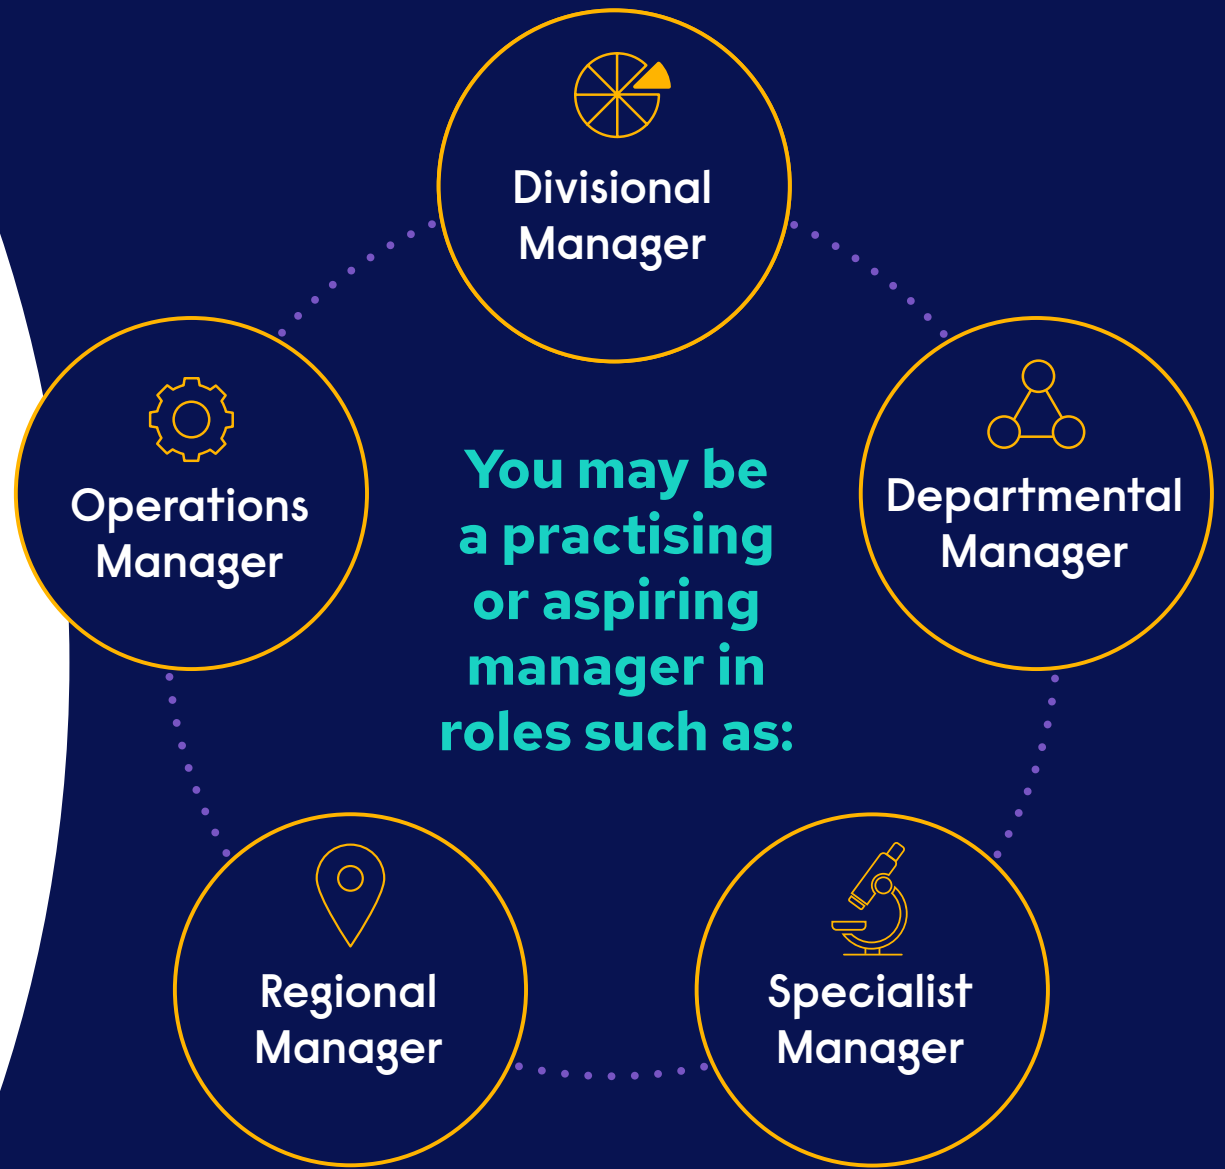 Divisional
Manager
Operations
Manager
Departmental
Manager
You may be
a practising
or aspiring
manager in
roles such as:
Regional
Manager
Specialist
Manager